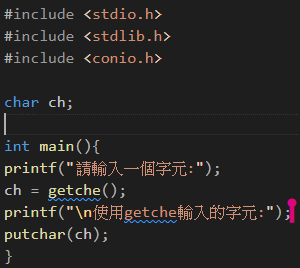 #include <stdio.h>
#include <stdlib.h>
#include <conio.h>
char ch;
int main(){
printf("請輸入一個字元:");
ch = getche();
printf("\n使用getche輸入的字元:");
putchar(ch);
}